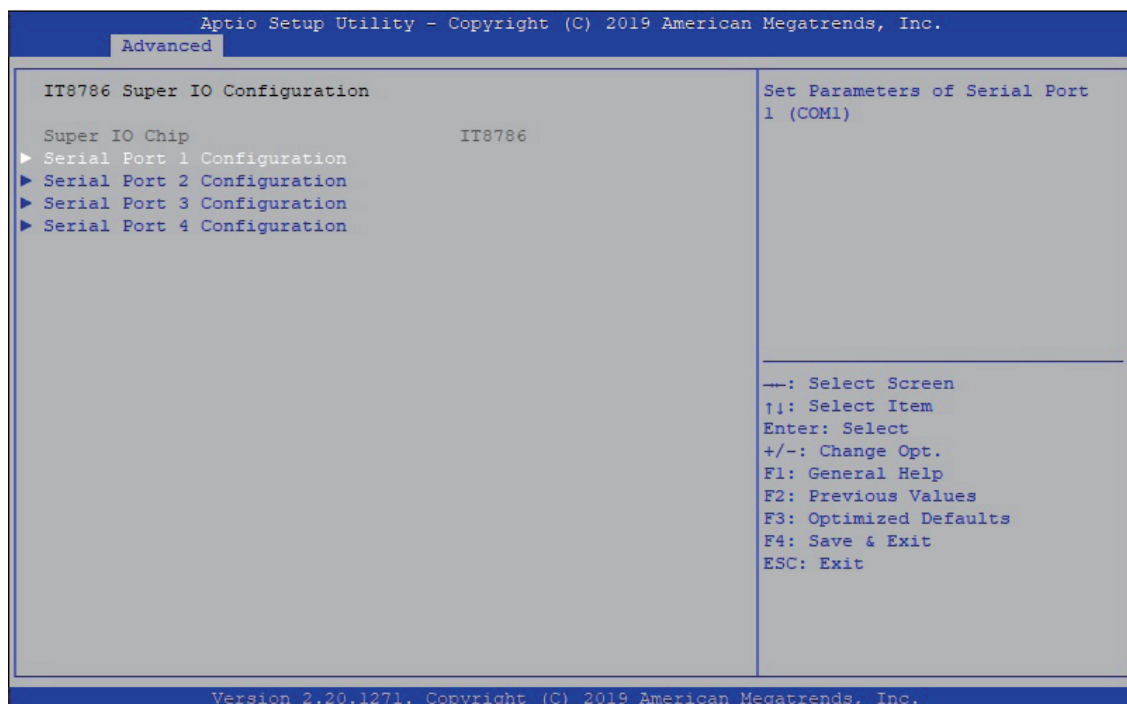 Aptio Setup Utility - Copyright (C) 2019 American Megatrends, Inc.
Advanced
IT8786 Super IO Configuration
Super IO Chip IT8786
► Serial Port 1 Configuration
► Serial Port 2 Configuration
► Serial Port 3 Configuration
► Serial Port 4 Configuration
Set Parameters of Serial Port
1 (COM1)
→←: Select Screen
↑↓: Select Item
Enter: Select
+/-: Change Opt.
F1: General Help
F2: Previous Values
F3: Optimized Defaults
F4: Save & Exit
ESC: Exit
Version 2.20.1271. Copyright (C) 2019 American Megatrends, Inc.